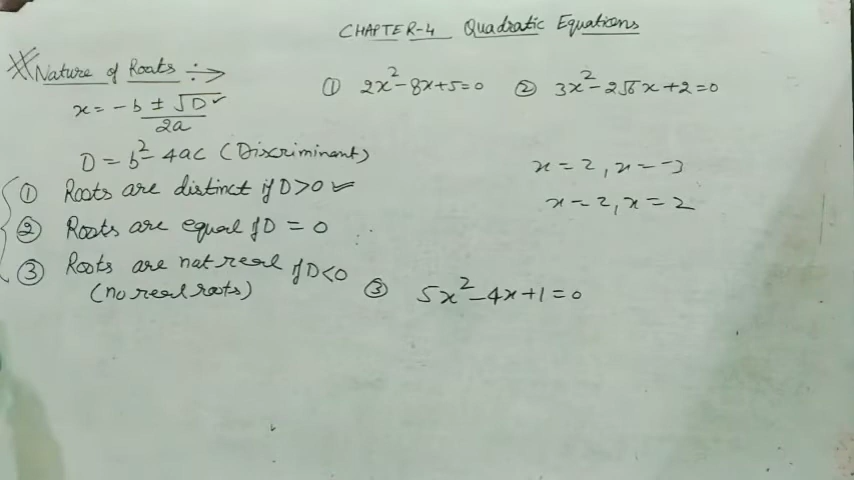 CHAPTER-4 Quadratic Equations
Nature of Roots :->
x = -b ± √D ✓
2a
D = b² - 4ac (Discriminant)
① Roots are distinct if D>0 ✓
② Roots are equal if D = 0
③ Roots are not real if D<0
(no real roots)
① 2x² - 8x + 5 = 0 ② 3x² - 2√6x + 2 = 0
x = 2, x = -3
x = 2, x = 2
③ 5x² - 4x + 1 = 0